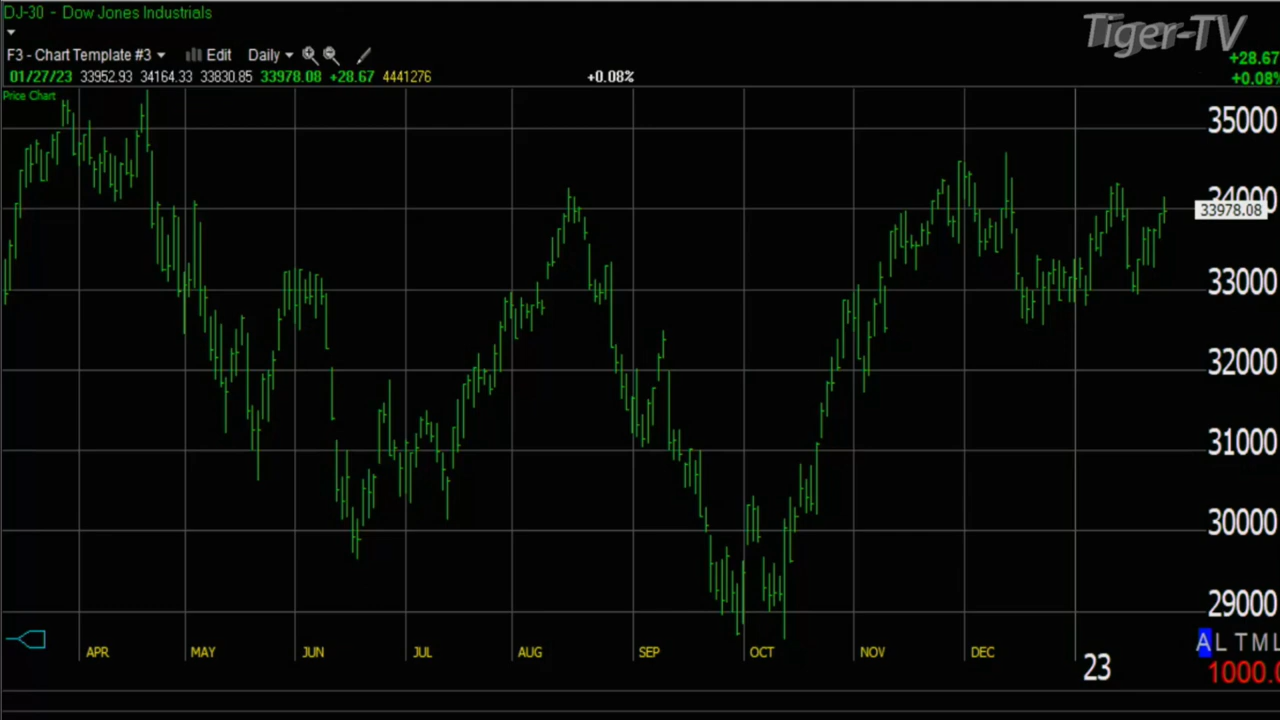 DJ-30 - Dow Jones Industrials
Tiger-TV
F3 - Chart Template #3 Edit Daily
+28.67
01/27/23 33952.93 34164.33 33830.85 33978.08 +28.67 4441276 +0.08%
+0.08%
Price Chart
35000
34000
33978.08
33000
32000
31000
30000
29000
A L T M L
APR MAY JUN JUL AUG SEP OCT NOV DEC
23
1000.0